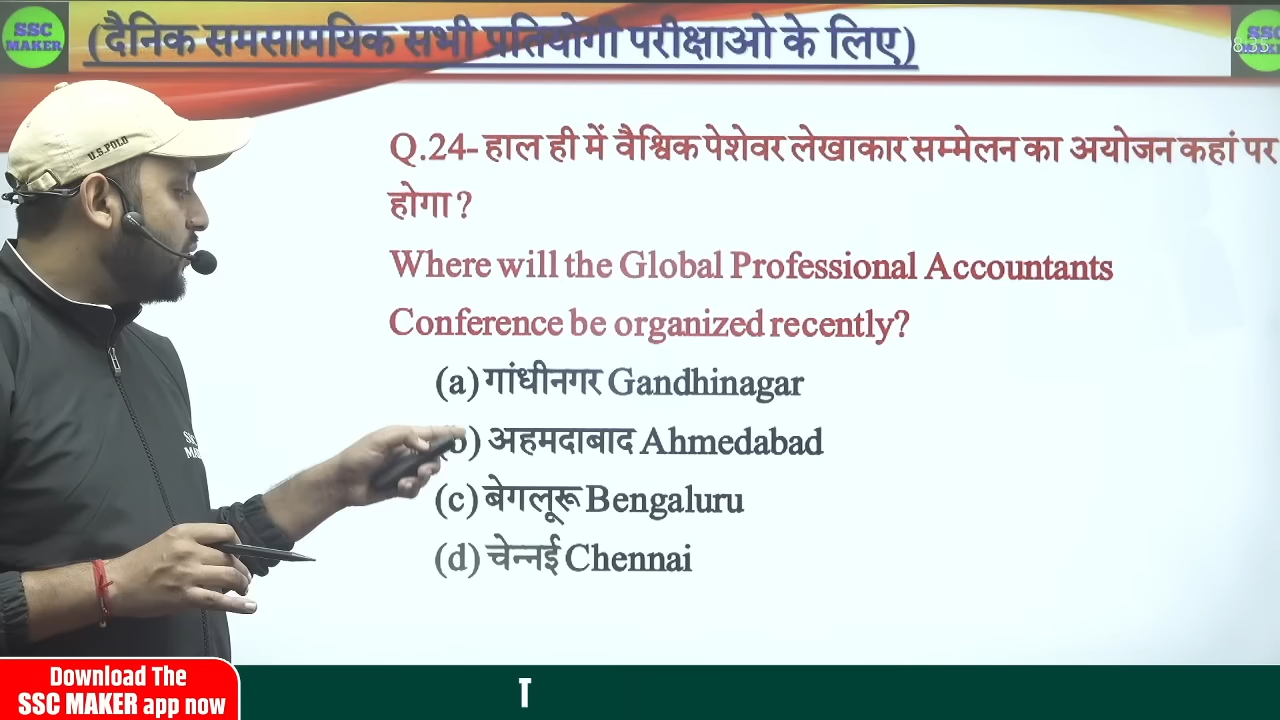 SSC
MAKER
(दैनिक समसामयिक सभी प्रतियोगी परीक्षाओ के लिए)
Q.24- हाल ही में वैश्विक पेशेवर लेखाकार सम्मेलन का अयोजन कहां पर
होगा ?
Where will the Global Professional Accountants
Conference be organized recently?
(a) गांधीनगर Gandhinagar
(b) अहमदाबाद Ahmedabad
(c) बेगलूरू Bengaluru
(d) चेन्नई Chennai
U.S.POLO
Download The
SSC MAKER app now
T